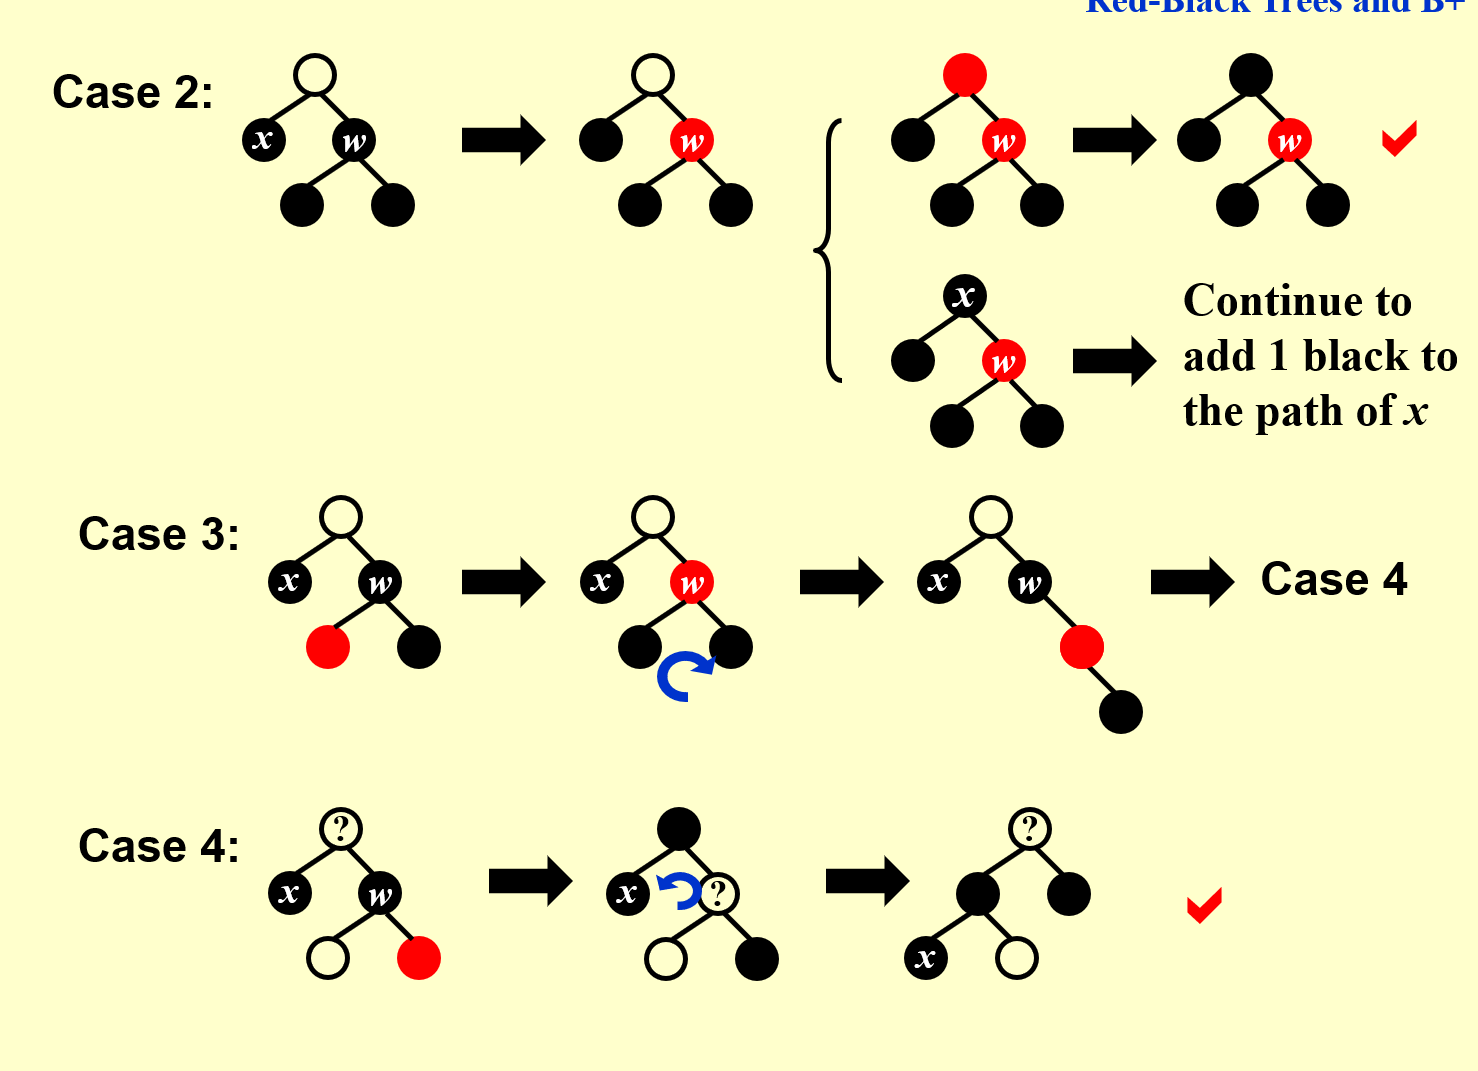 Red-Black Trees and B+
Case 2:
x w
w
w
w
x
w
Continue to
add 1 black to
the path of x
Case 3:
x w
x w
x w
Case 4
Case 4:
?
x w
x ?
?
x